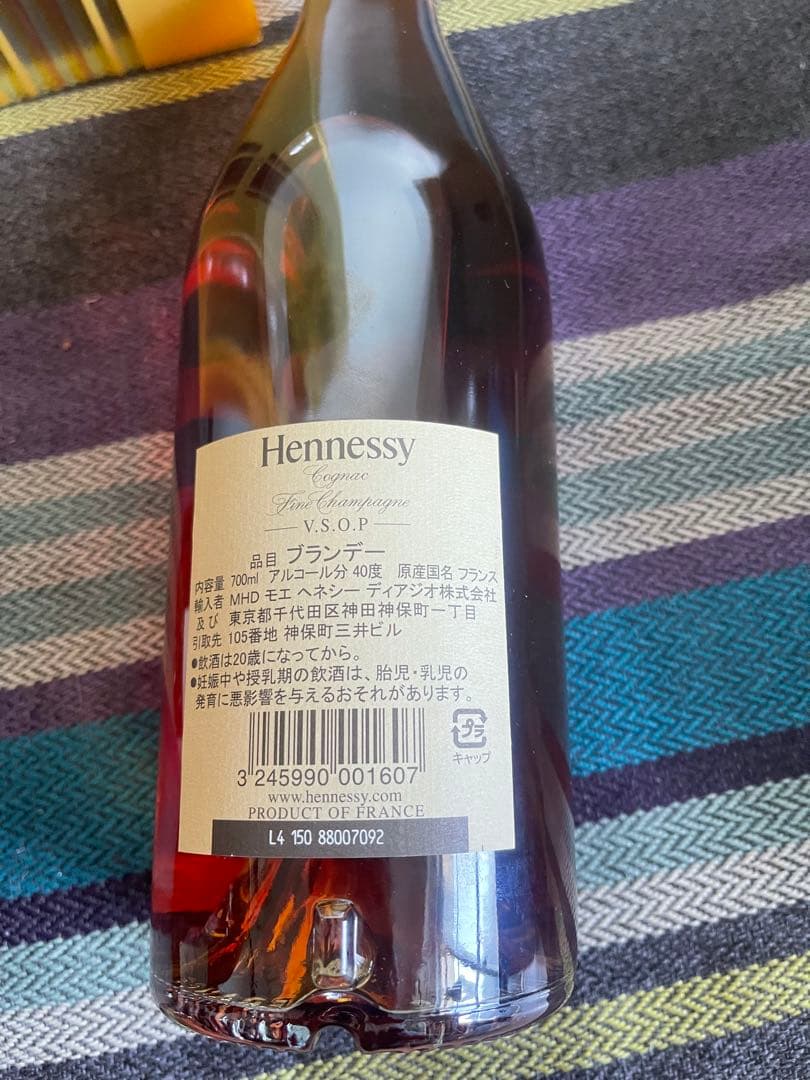 Hennessy
Cognac
Fine Champagne
V.S.O.P
品目 ブランデー
内容量 700ml アルコール分 40度 原産国名 フランス
輸入者 MHD モエ ヘネシー ディアジオ株式会社
及び 東京都千代田区神田神保町一丁目
引取先 105番地 神保町三井ビル
●飲酒は20歳になってから。
●妊娠中や授乳期の飲酒は、胎児・乳児の
発育に悪影響を与えるおそれがあります。
プラ
キャップ
3 245990 001607
www.hennessy.com
PRODUCT OF FRANCE
L4 150 88007092